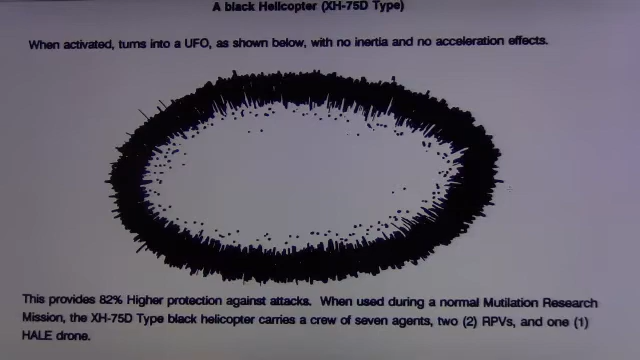 A black Helicopter (XH-75D Type)
When activated, turns into a UFO, as shown below, with no inertia and no acceleration effects.
This provides 82% Higher protection against attacks. When used during a normal Mutilation Research
Mission, the XH-75D Type black helicopter carries a crew of seven agents, two (2) RPVs, and one (1)
HALE drone.